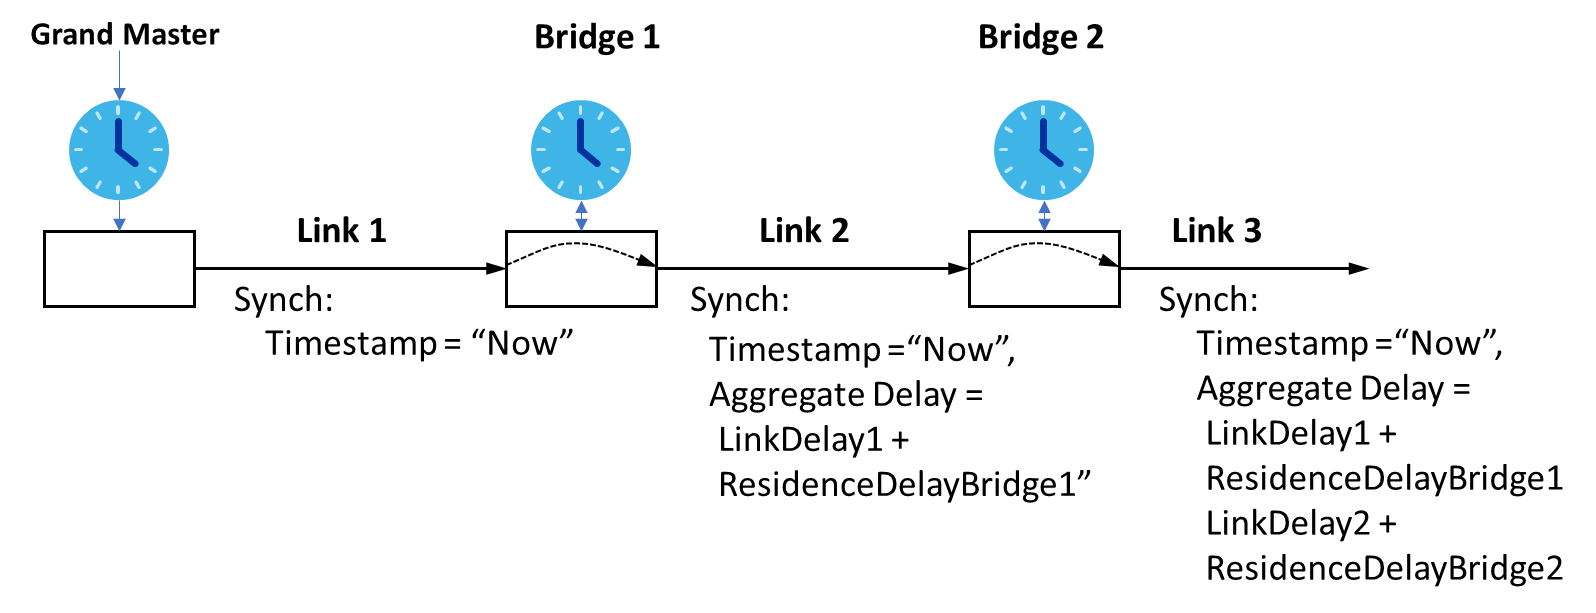 Grand Master
Bridge 1
Bridge 2
Link 1
Link 2
Link 3
Synch:
Timestamp = “Now”
Synch:
Timestamp =“Now”,
Aggregate Delay =
LinkDelay1 +
ResidenceDelayBridge1”
Synch:
Timestamp =“Now”,
Aggregate Delay =
LinkDelay1 +
ResidenceDelayBridge1
LinkDelay2 +
ResidenceDelayBridge2